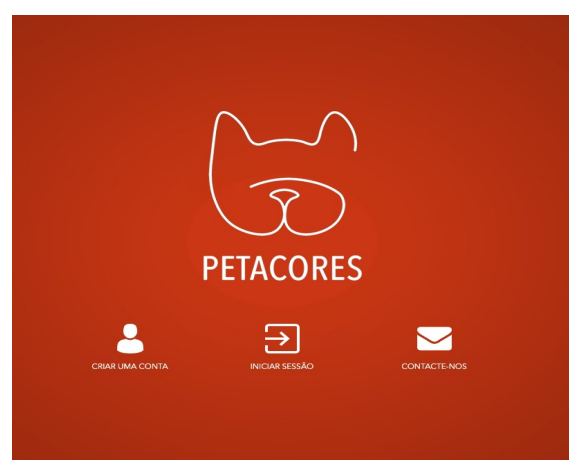 PETACORES
CRIAR UMA CONTA
INICIAR SESSÃO
CONTACTE-NOS